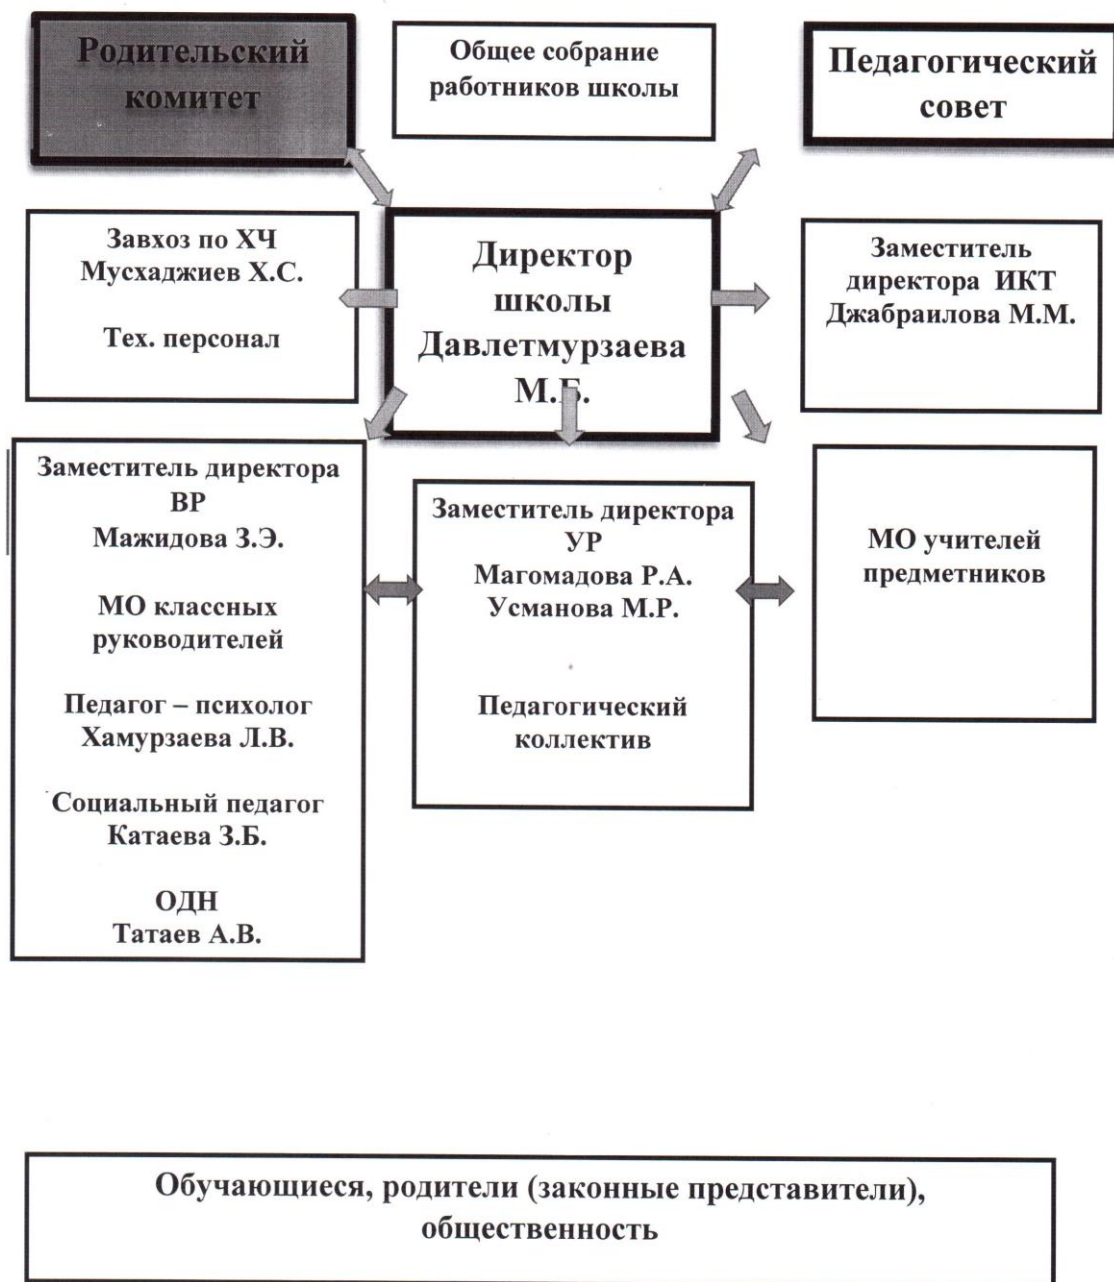 Родительский
комитет
Общее собрание
работников школы
Педагогический
совет
Завхоз по ХЧ
Мусхаджиев Х.С.
Тех. персонал
Директор
школы
Давлетмурзаева
М.Б.
Заместитель
директора ИКТ
Джабраилова М.М.
Заместитель директора
ВР
Мажидова З.Э.
МО классных
руководителей
Педагог – психолог
Хамурзаева Л.В.
Социальный педагог
Катаева З.Б.
ОДН
Татаев А.В.
Заместитель директора
УР
Магомадова Р.А.
Усманова М.Р.
Педагогический
коллектив
МО учителей
предметников
Обучающиеся, родители (законные представители),
общественность